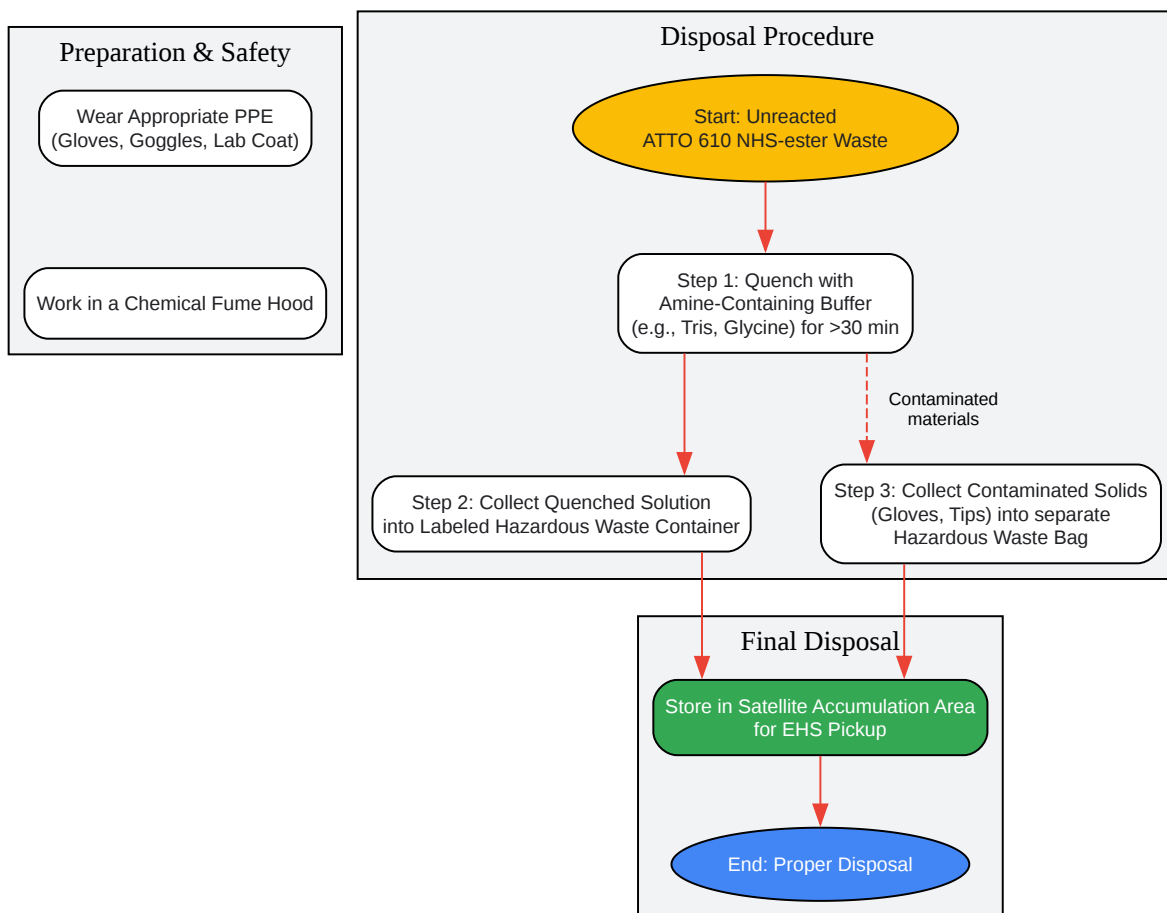 Preparation & Safety
Wear Appropriate PPE
(Gloves, Goggles, Lab Coat)
Work in a Chemical Fume Hood
Disposal Procedure
Start: Unreacted
ATTO 610 NHS-ester Waste
Step 1: Quench with
Amine-Containing Buffer
(e.g., Tris, Glycine) for >30 min
Contaminated
materials
Step 2: Collect Quenched Solution
into Labeled Hazardous Waste Container
Step 3: Collect Contaminated Solids
(Gloves, Tips) into separate
Hazardous Waste Bag
Final Disposal
Store in Satellite Accumulation Area
for EHS Pickup
End: Proper Disposal